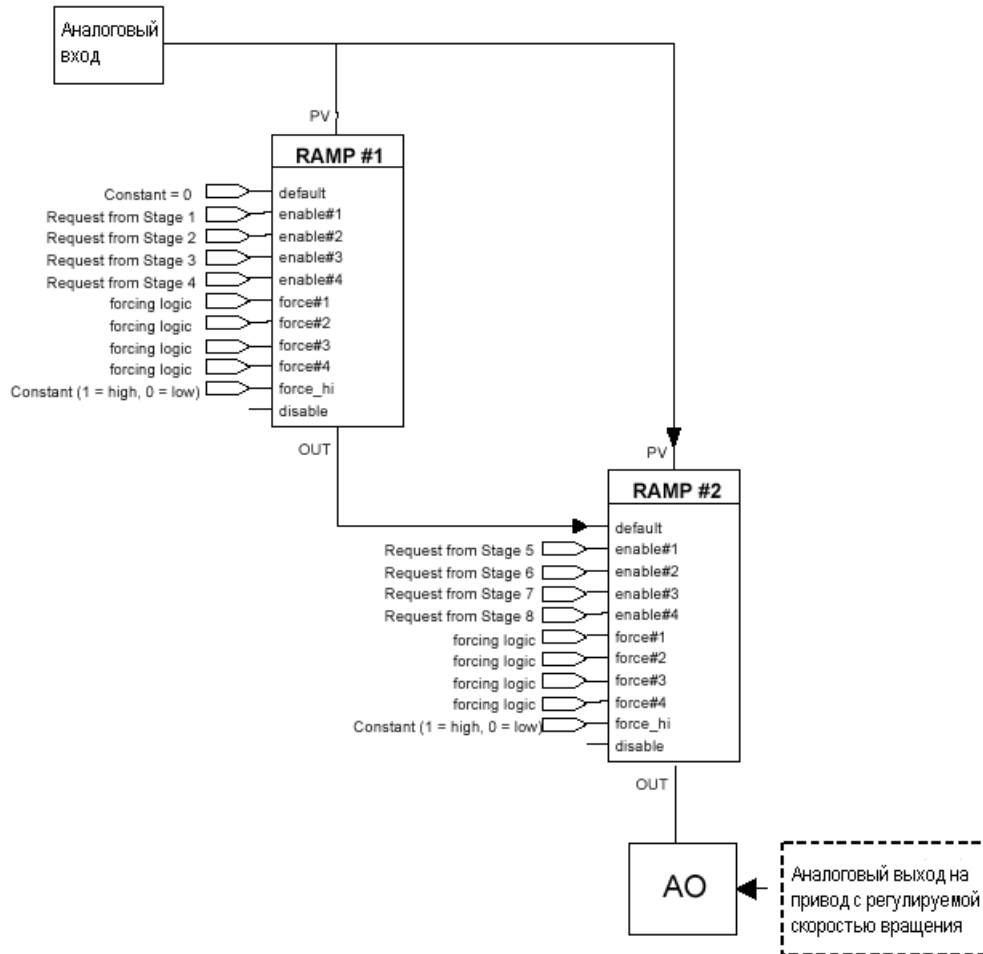 Аналоговый
вход
PV
RAMP #1
Constant = 0
default
Request from Stage 1
enable#1
Request from Stage 2
enable#2
Request from Stage 3
enable#3
Request from Stage 4
enable#4
forcing logic
force#1
forcing logic
force#2
forcing logic
force#3
forcing logic
force#4
Constant (1 = high, 0 = low)
force_hi
disable
OUT
PV
RAMP #2
default
Request from Stage 5
enable#1
Request from Stage 6
enable#2
Request from Stage 7
enable#3
Request from Stage 8
enable#4
forcing logic
force#1
forcing logic
force#2
forcing logic
force#3
forcing logic
force#4
Constant (1 = high, 0 = low)
force_hi
disable
OUT
AO
Аналоговый выход на
привод с регулируемой
скоростью вращения